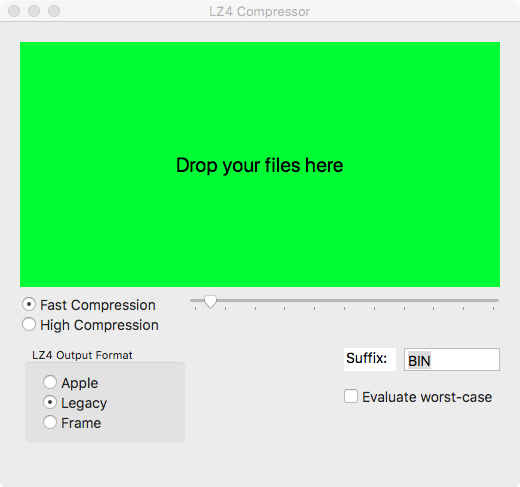 LZ4 Compressor
Drop your files here
Fast Compression
High Compression
LZ4 Output Format
Apple
Legacy
Frame
Suffix: BIN
Evaluate worst-case